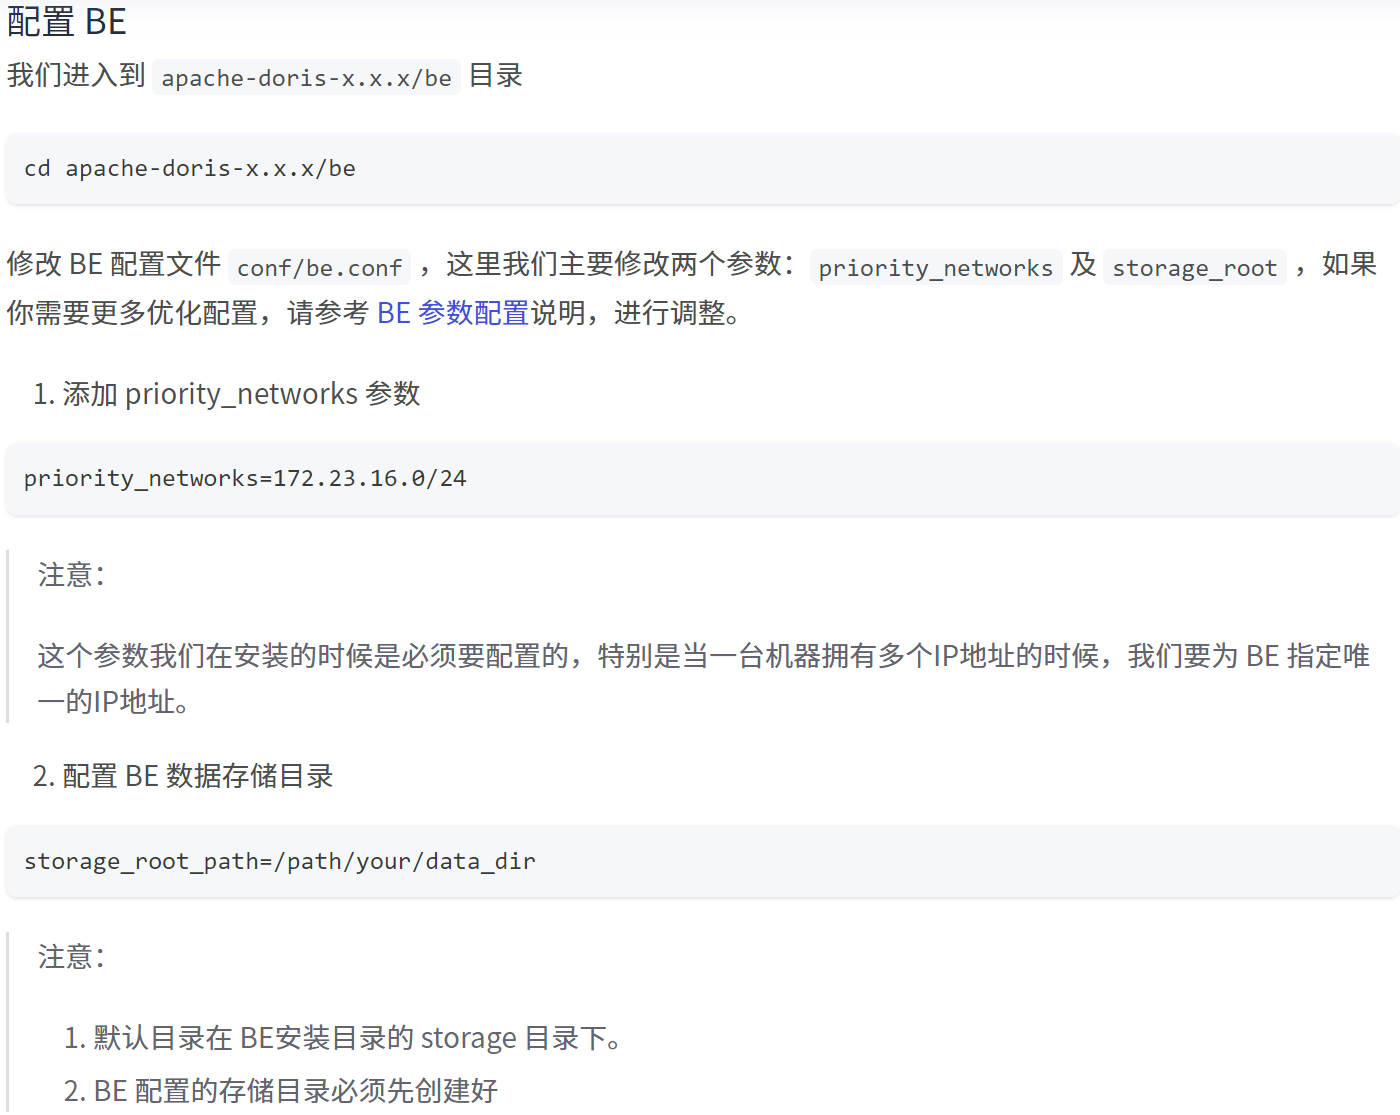 配置 BE
我们进入到 apache-doris-x.x.x/be 目录
cd apache-doris-x.x.x/be
修改 BE 配置文件 conf/be.conf ，这里我们主要修改两个参数：priority_networks 及 storage_root ，如果
你需要更多优化配置，请参考 BE 参数配置说明，进行调整。
1. 添加 priority_networks 参数
priority_networks=172.23.16.0/24
注意：
这个参数我们在安装的时候是必须要配置的，特别是当一台机器拥有多个IP地址的时候，我们要为 BE 指定唯
一的IP地址。
2. 配置 BE 数据存储目录
storage_root_path=/path/your/data_dir
注意：
1. 默认目录在 BE安装目录的 storage 目录下。
2. BE 配置的存储目录必须先创建好